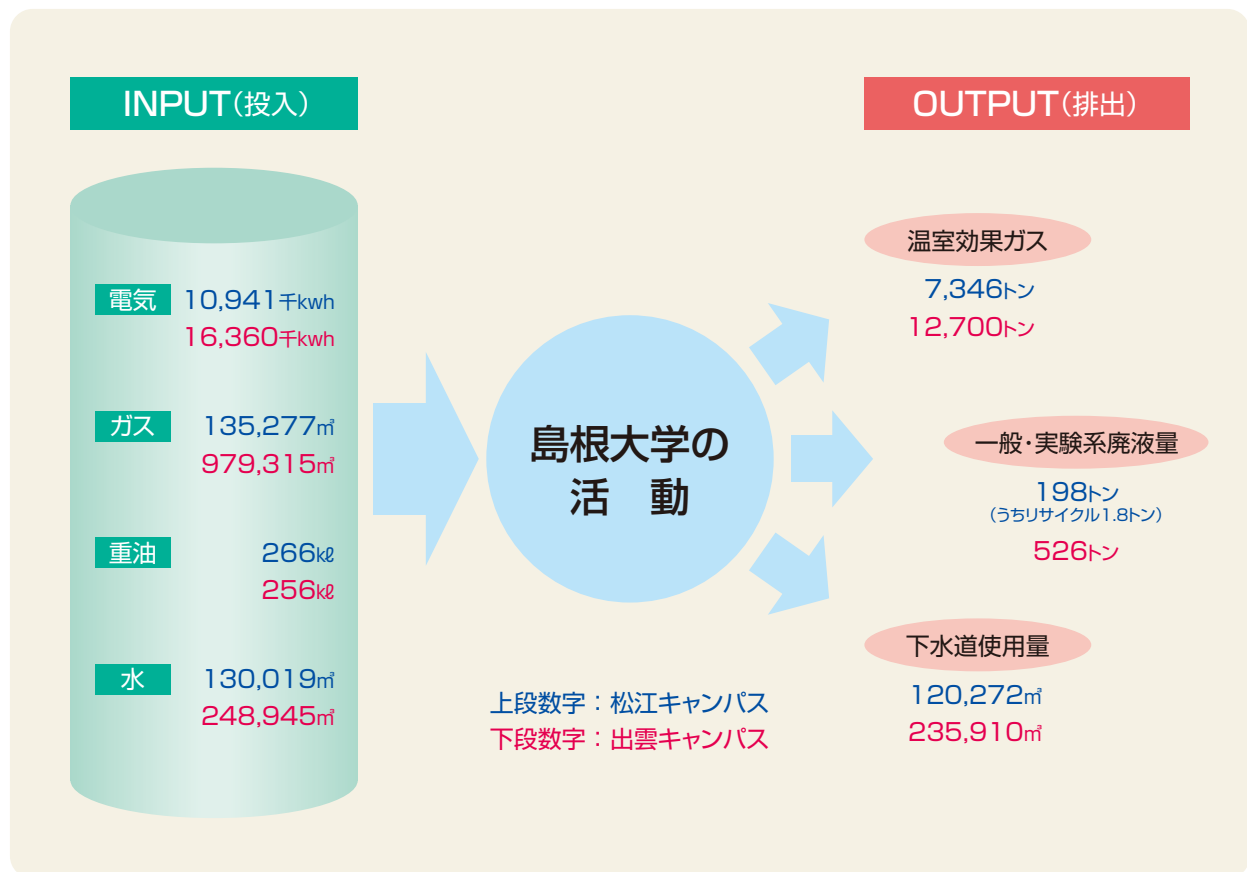 INPUT(投入)
電気 10,941千kwh
16,360千kwh
ガス 135,277㎥
979,315㎥
重油 266㎘
256㎘
水 130,019㎥
248,945㎥
島根大学の
活　動
上段数字：松江キャンパス
下段数字：出雲キャンパス
OUTPUT(排出)
温室効果ガス
7,346トン
12,700トン
一般・実験系廃液量
198トン
（うちリサイクル1.8トン）
526トン
下水道使用量
120,272㎥
235,910㎥